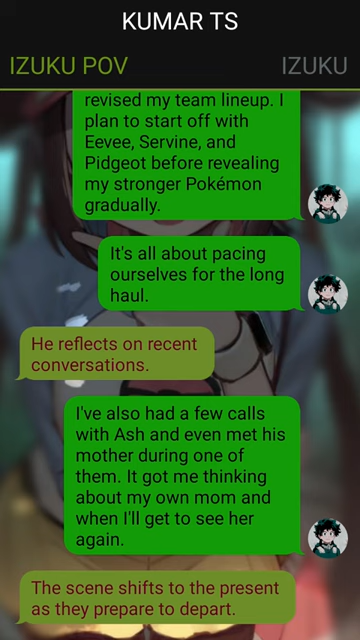 KUMAR TS
IZUKU POV
IZUKU
revised my team lineup. I
plan to start off with
Eevee, Servine, and
Pidgeot before revealing
my stronger Pokémon
gradually.
It's all about pacing
ourselves for the long
haul.
He reflects on recent
conversations.
I've also had a few calls
with Ash and even met his
mother during one of
them. It got me thinking
about my own mom and
when I'll get to see her
again.
The scene shifts to the present
as they prepare to depart.